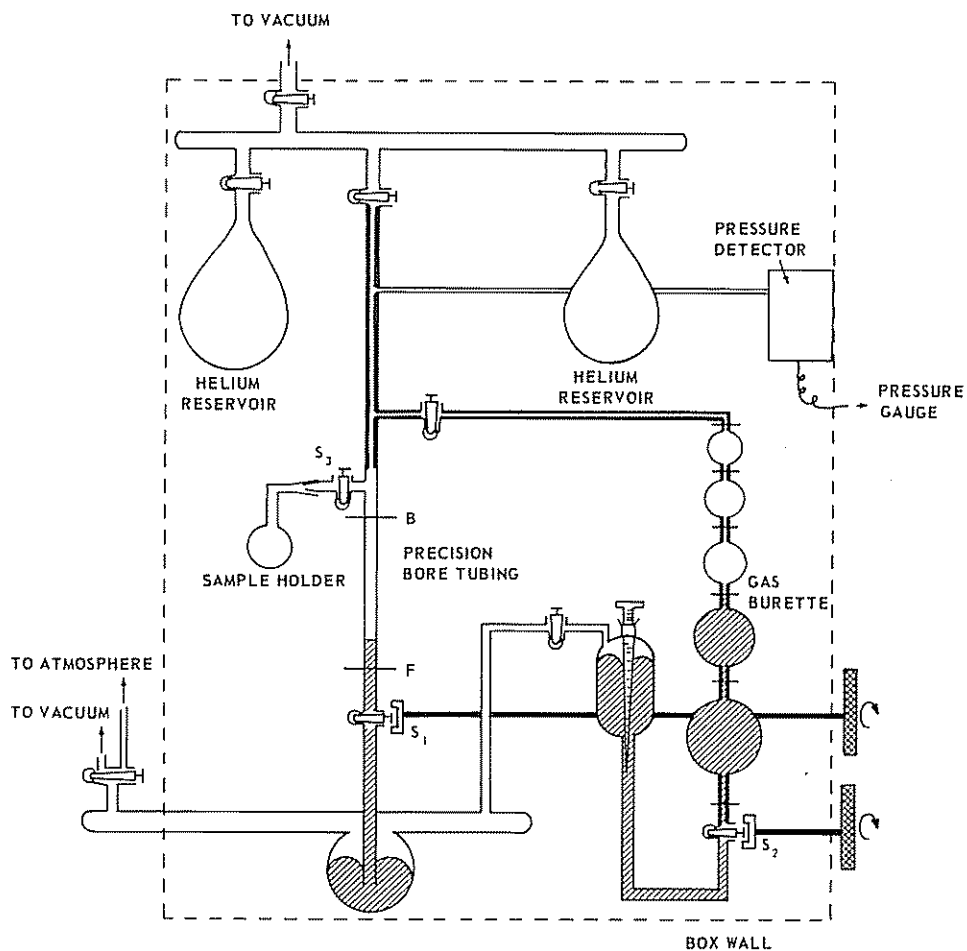 TO VACUUM
PRESSURE
DETECTOR
HELIUM
RESERVOIR
HELIUM
RESERVOIR
PRESSURE
GAUGE
S3
B
SAMPLE HOLDER
PRECISION
BORE TUBING
GAS
BURETTE
TO ATMOSPHERE
F
TO VACUUM
S1
S2
BOX WALL